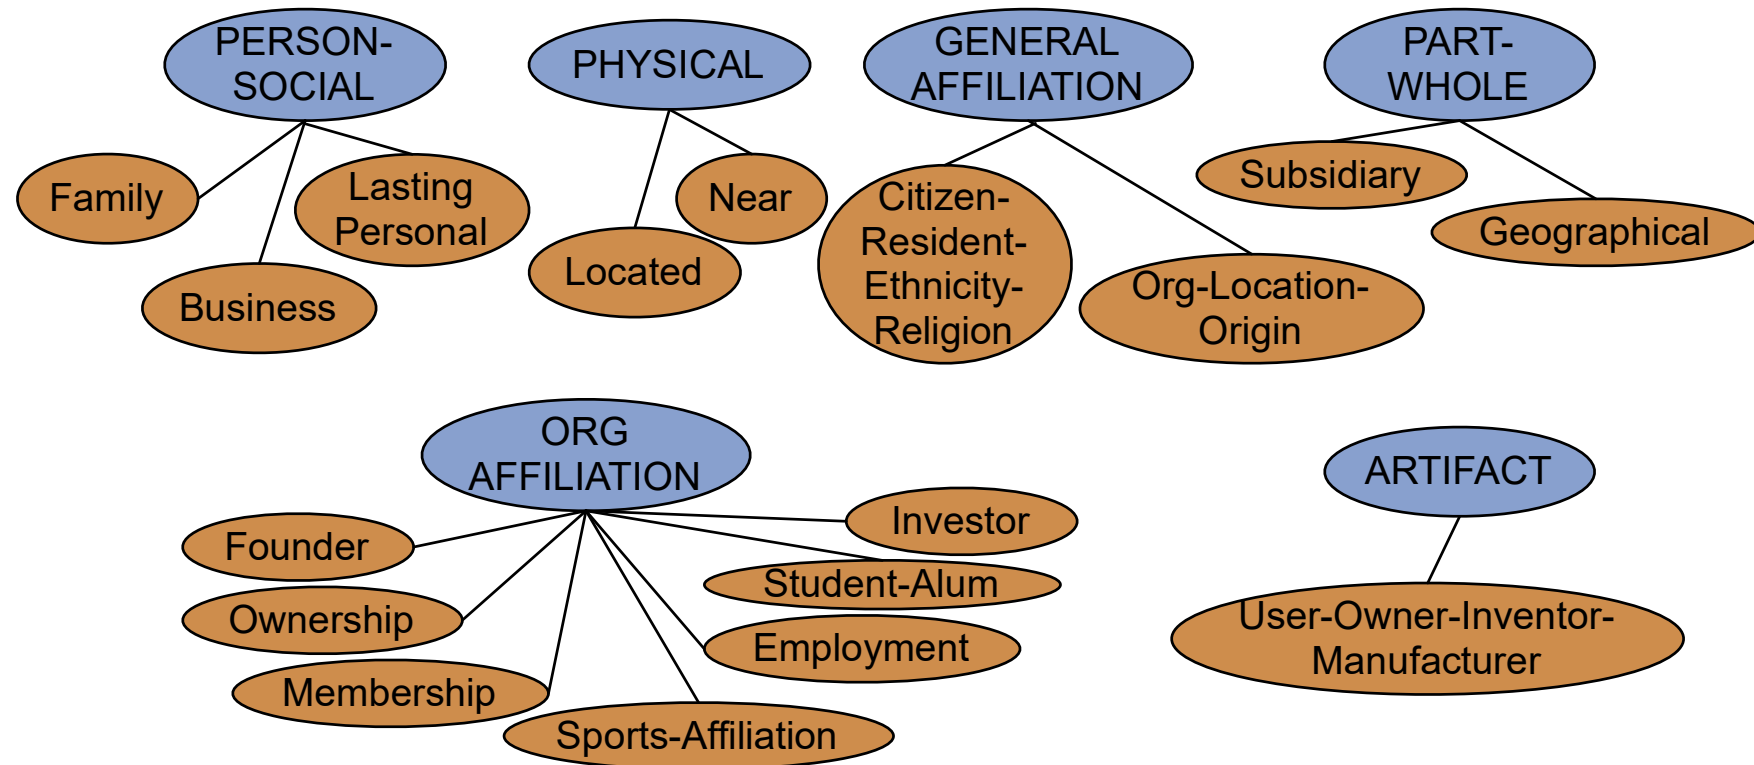 PERSON-
SOCIAL
PHYSICAL
GENERAL
AFFILIATION
PART-
WHOLE
Family
Lasting
Personal
Business
Near
Located
Citizen-
Resident-
Ethnicity-
Religion
Org-Location-
Origin
Subsidiary
Geographical
ORG
AFFILIATION
ARTIFACT
Founder
Ownership
Membership
Sports-Affiliation
Employment
Student-Alum
Investor
User-Owner-Inventor-
Manufacturer